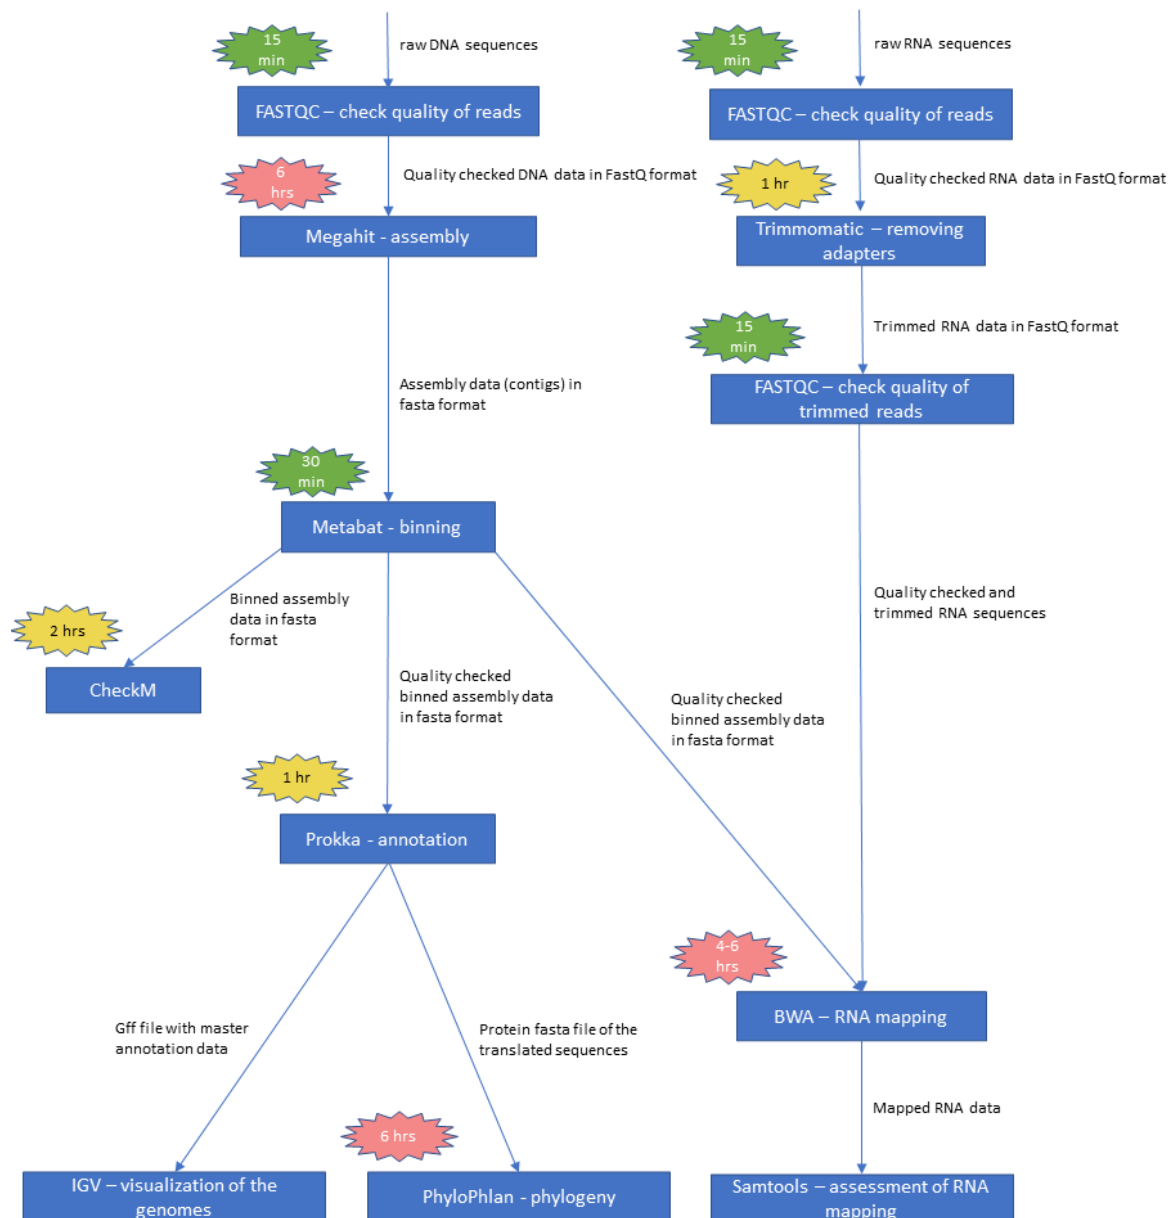 15
min
raw DNA sequences
15
min
raw RNA sequences
FASTQC – check quality of reads
FASTQC – check quality of reads
6
hrs
Quality checked DNA data in FastQ format
1 hr
Quality checked RNA data in FastQ format
Megahit - assembly
Trimmomatic – removing
adapters
15
min
Trimmed RNA data in FastQ format
Assembly data (contigs) in
fasta format
FASTQC – check quality of
trimmed reads
30
min
Metabat - binning
Binned assembly
data in fasta
format
2 hrs
Quality checked and
trimmed RNA sequences
CheckM
Quality checked
binned assembly data
in fasta format
Quality checked
binned assembly data
in fasta format
1 hr
Prokka - annotation
4-6
hrs
Gff file with master
annotation data
Protein fasta file of the
translated sequences
BWA – RNA mapping
6 hrs
Mapped RNA data
IGV – visualization of the
genomes
PhyloPhlan - phylogeny
Samtools – assessment of RNA
mapping